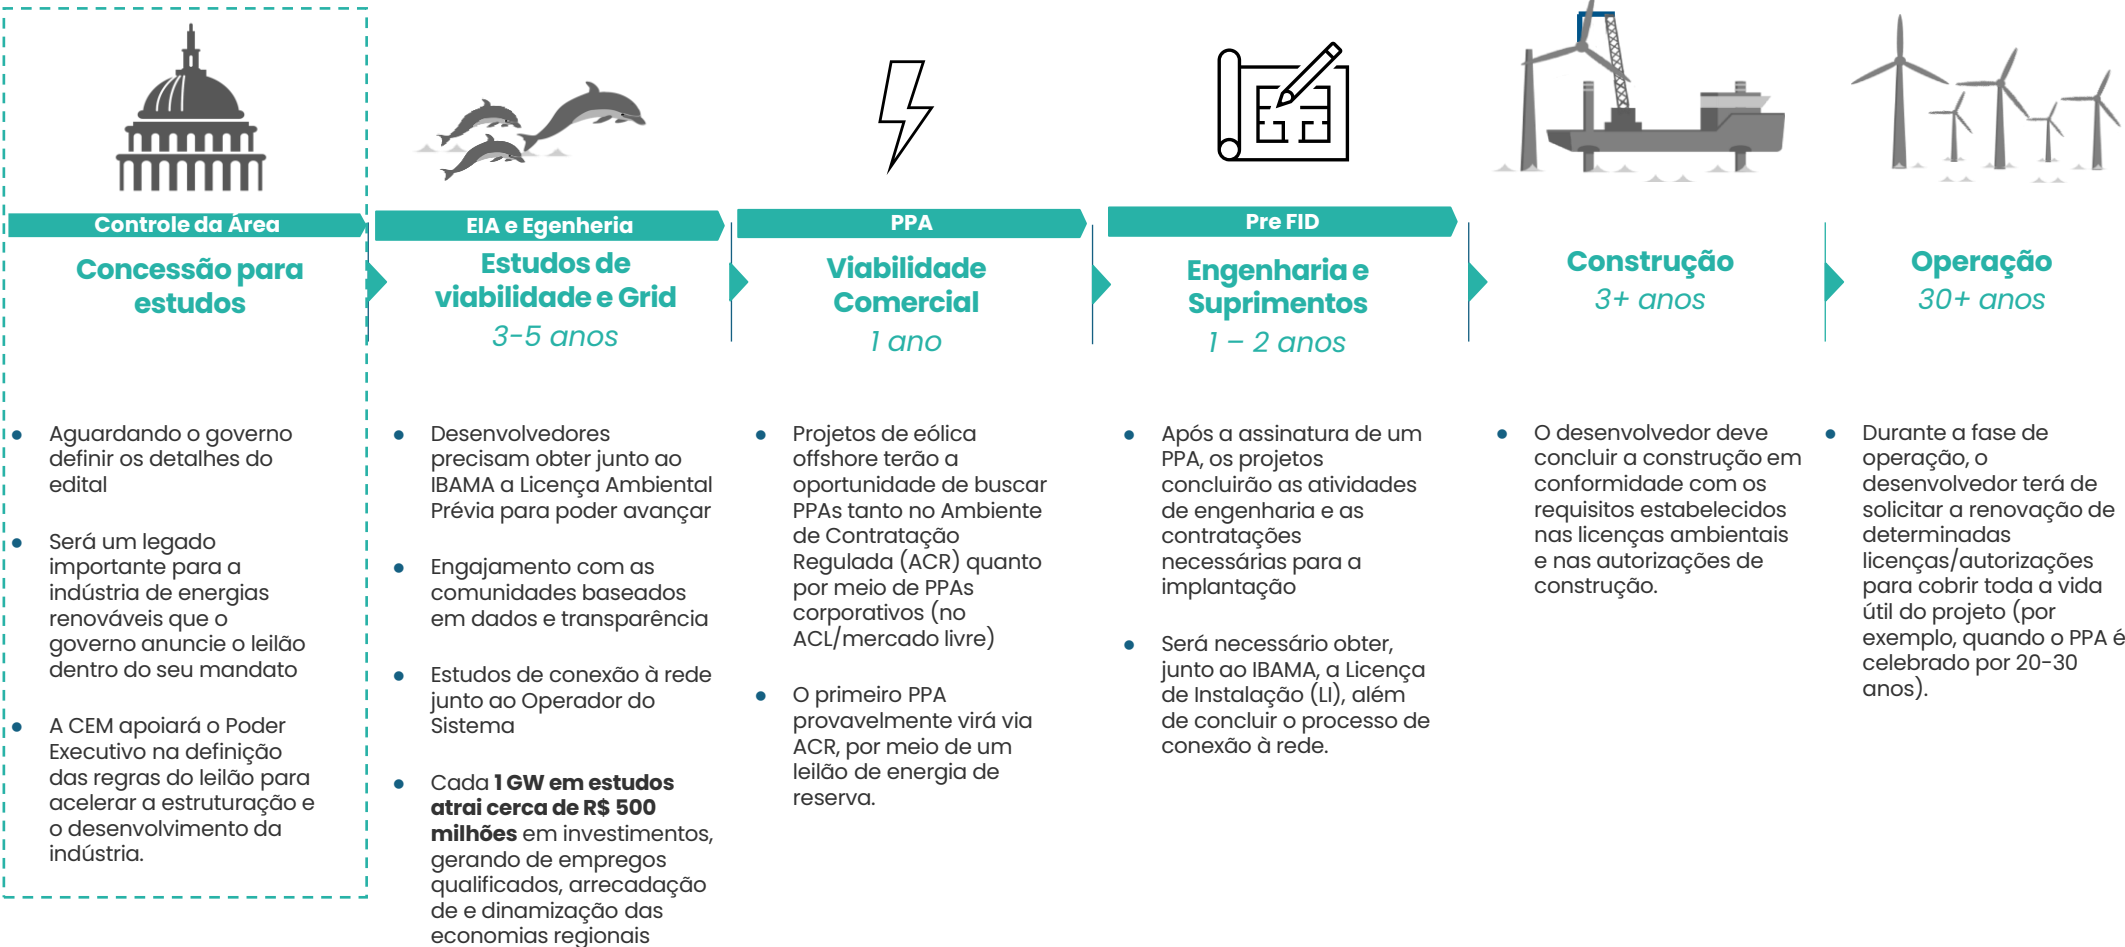 Controle da Área
Concessão para
estudos
Aguardando o governo
definir os detalhes do
edital
Será um legado
importante para a
indústria de energias
renováveis que o
governo anuncie o leilão
dentro do seu mandato
A CEM apoiará o Poder
Executivo na definição
das regras do leilão para
acelerar a estruturação e
o desenvolvimento da
indústria.
EIA e Egenheria
Estudos de
viabilidade e Grid
3-5 anos
Desenvolvedores
precisam obter junto ao
IBAMA a Licença Ambiental
Prévia para poder avançar
Engajamento com as
comunidades baseados
em dados e transparência
Estudos de conexão à rede
junto ao Operador do
Sistema
Cada 1 GW em estudos
atrai cerca de R$ 500
milhões em investimentos,
gerando de empregos
qualificados, arrecadação
de e dinamização das
economias regionais
PPA
Viabilidade
Comercial
1 ano
Projetos de eólica
offshore terão a
oportunidade de buscar
PPAs tanto no Ambiente
de Contratação
Regulada (ACR) quanto
por meio de PPAs
corporativos (no
ACL/mercado livre)
O primeiro PPA
provavelmente virá via
ACR, por meio de um
leilão de energia de
reserva.
Pre FID
Engenharia e
Suprimentos
1 – 2 anos
Após a assinatura de um
PPA, os projetos
concluirão as atividades
de engenharia e as
contratações
necessárias para a
implantação
Será necessário obter,
junto ao IBAMA, a Licença
de Instalação (LI), além
de concluir o processo de
conexão à rede.
Construção
3+ anos
O desenvolvedor deve
concluir a construção em
conformidade com os
requisitos estabelecidos
nas licenças ambientais
e nas autorizações de
construção.
Operação
30+ anos
Durante a fase de
operação, o
desenvolvedor terá de
solicitar a renovação de
determinadas
licenças/autorizações
para cobrir toda a vida
útil do projeto (por
exemplo, quando o PPA é
celebrado por 20-30
anos).